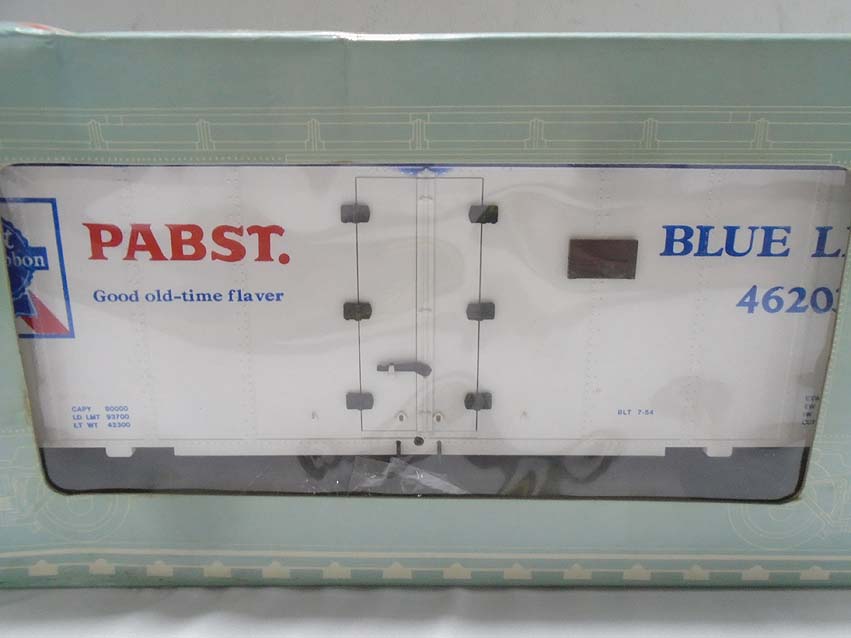 PABST.
Good old-time flaver
CAPY 80000
LD LMT 93700
LT WT 42300
BLUE
4620
BLT 7-54